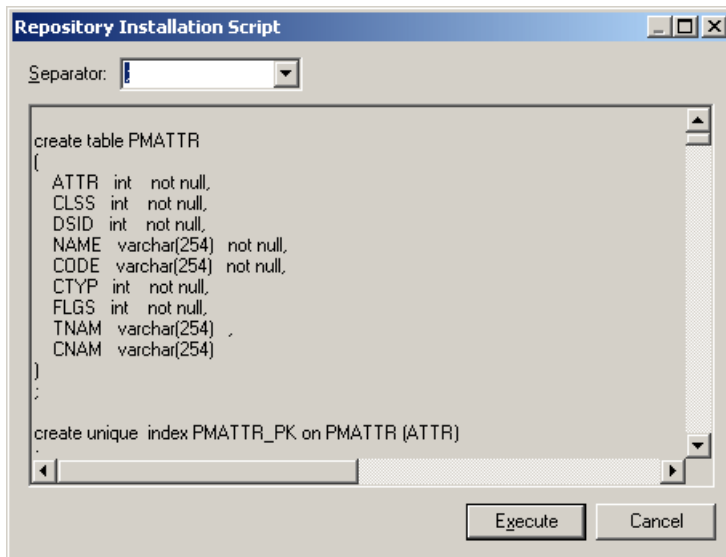 Repository Installation Script
Separator: ;
create table PMATTR
(
ATTR int not null,
CLSS int not null,
DSID int not null,
NAME varchar(254) not null,
CODE varchar(254) not null,
CTYP int not null,
FLGS int not null,
TNAM varchar(254) ,
CNAM varchar(254)
)
;
create unique index PMATTR_PK on PMATTR (ATTR)
;
Execute Cancel